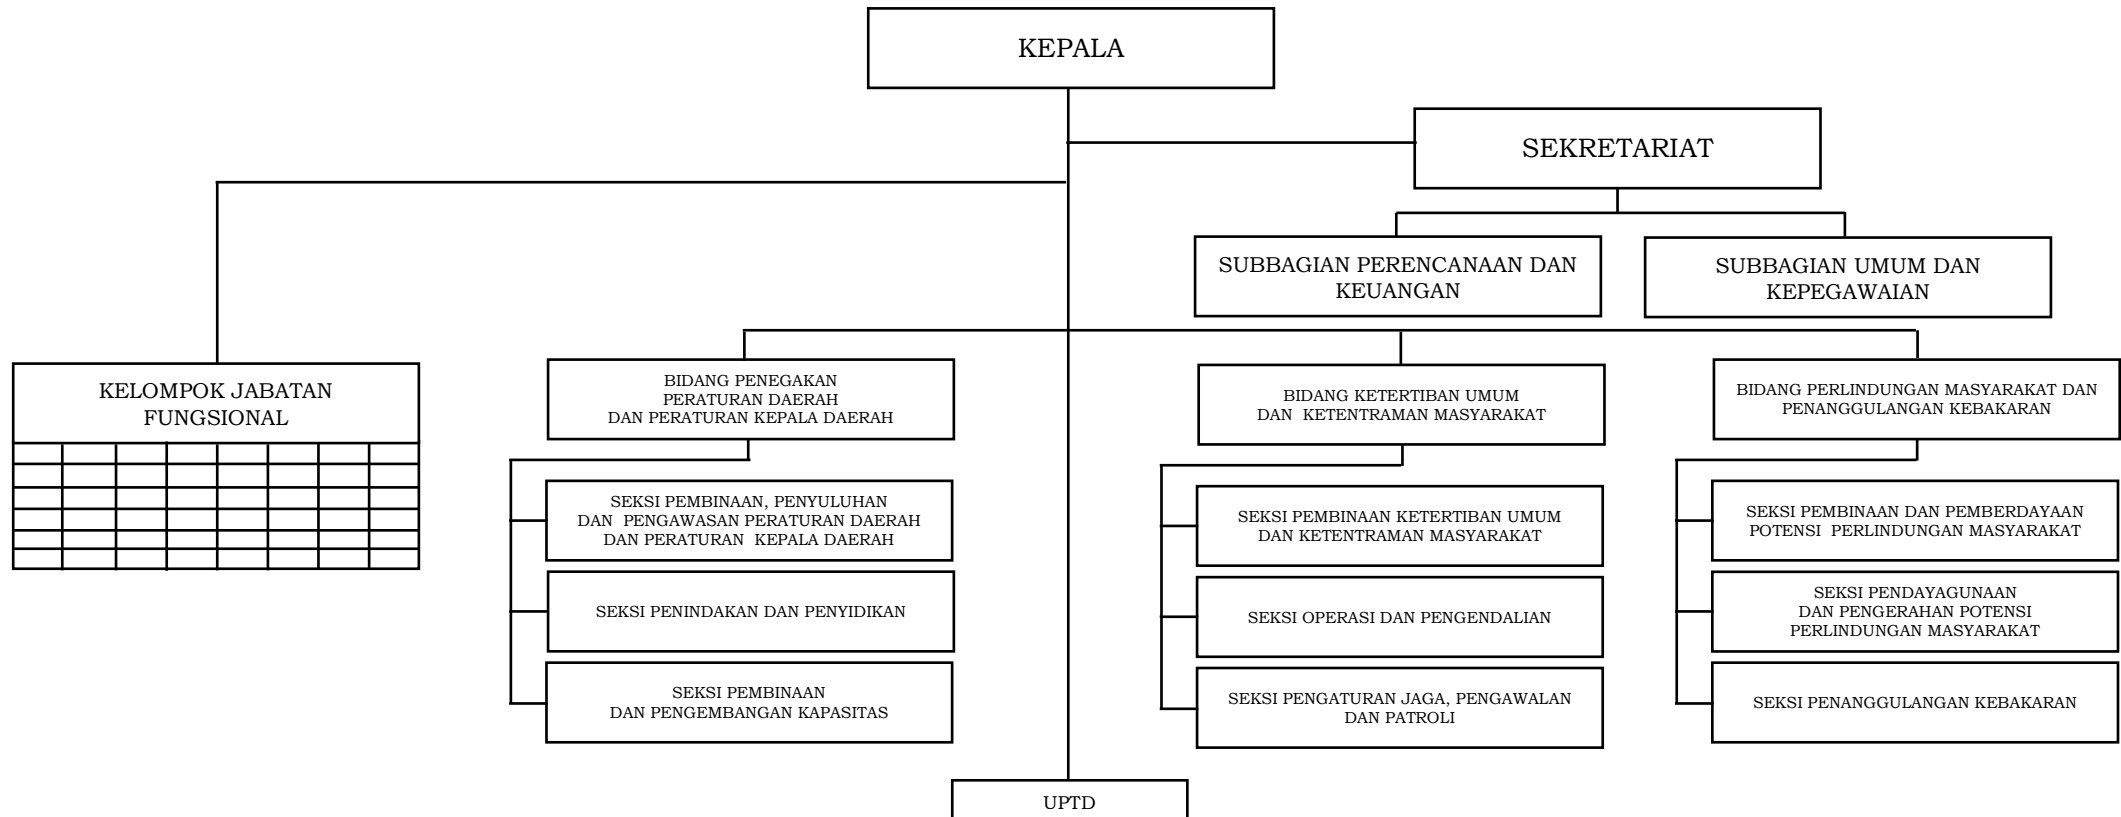 KEPALA
SEKRETARIAT
SUBBAGIAN PERENCANAAN DAN
KEUANGAN
SUBBAGIAN UMUM DAN
KEPEGAWAIAN
KELOMPOK JABATAN
FUNGSIONAL
BIDANG PENEGAKAN
PERATURAN DAERAH
DAN PERATURAN KEPALA DAERAH
SEKSI PEMBINAAN, PENYULUHAN
DAN PENGAWASAN PERATURAN DAERAH
DAN PERATURAN KEPALA DAERAH
SEKSI PENINDAKAN DAN PENYIDIKAN
SEKSI PEMBINAAN
DAN PENGEMBANGAN KAPASITAS
BIDANG KETERTIBAN UMUM
DAN KETENTRAMAN MASYARAKAT
SEKSI PEMBINAAN KETERTIBAN UMUM
DAN KETENTRAMAN MASYARAKAT
SEKSI OPERASI DAN PENGENDALIAN
SEKSI PENGATURAN JAGA, PENGAWALAN
DAN PATROLI
BIDANG PERLINDUNGAN MASYARAKAT DAN
PENANGGULANGAN KEBAKARAN
SEKSI PEMBINAAN DAN PEMBERDAYAAN
POTENSI PERLINDUNGAN MASYARAKAT
SEKSI PENDAYAGUNAAN
DAN PENGERAHAN POTENSI
PERLINDUNGAN MASYARAKAT
SEKSI PENANGGULANGAN KEBAKARAN
UPTD